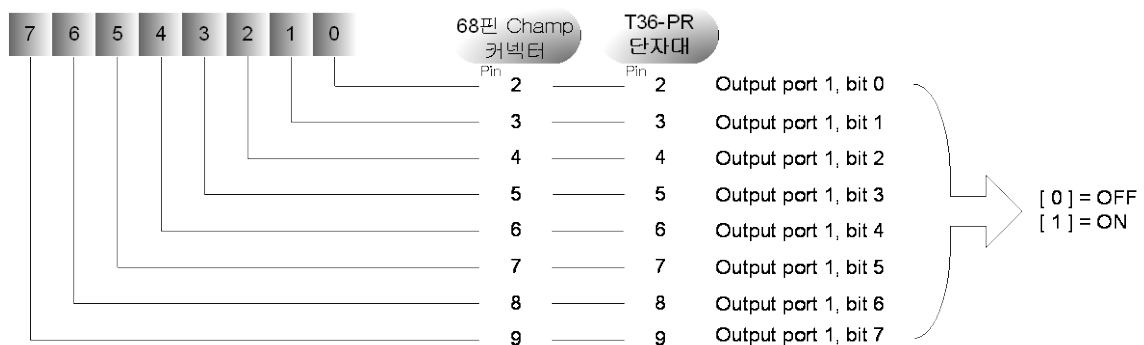 7 6 5 4 3 2 1 0
68핀 Champ
커넥터
T36-PR
단자대
Pin Pin
2 2 Output port 1, bit 0
3 3 Output port 1, bit 1
4 4 Output port 1, bit 2
5 5 Output port 1, bit 3
6 6 Output port 1, bit 4
7 7 Output port 1, bit 5
8 8 Output port 1, bit 6
9 9 Output port 1, bit 7
[ 0 ] = OFF
[ 1 ] = ON